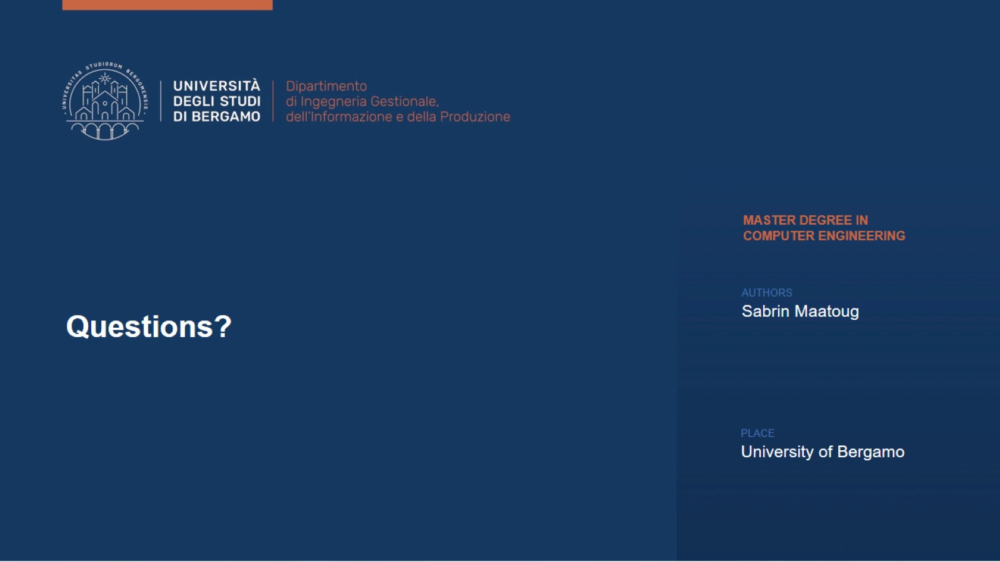 UNIVERSITAS STUDIORUM BERGOMENSIS
UNIVERSITÀ
DEGLI STUDI
DI BERGAMO
Dipartimento
di Ingegneria Gestionale,
dell'Informazione e della Produzione
MASTER DEGREE IN
COMPUTER ENGINEERING
AUTHORS
Sabrin Maatoug
Questions?
PLACE
University of Bergamo